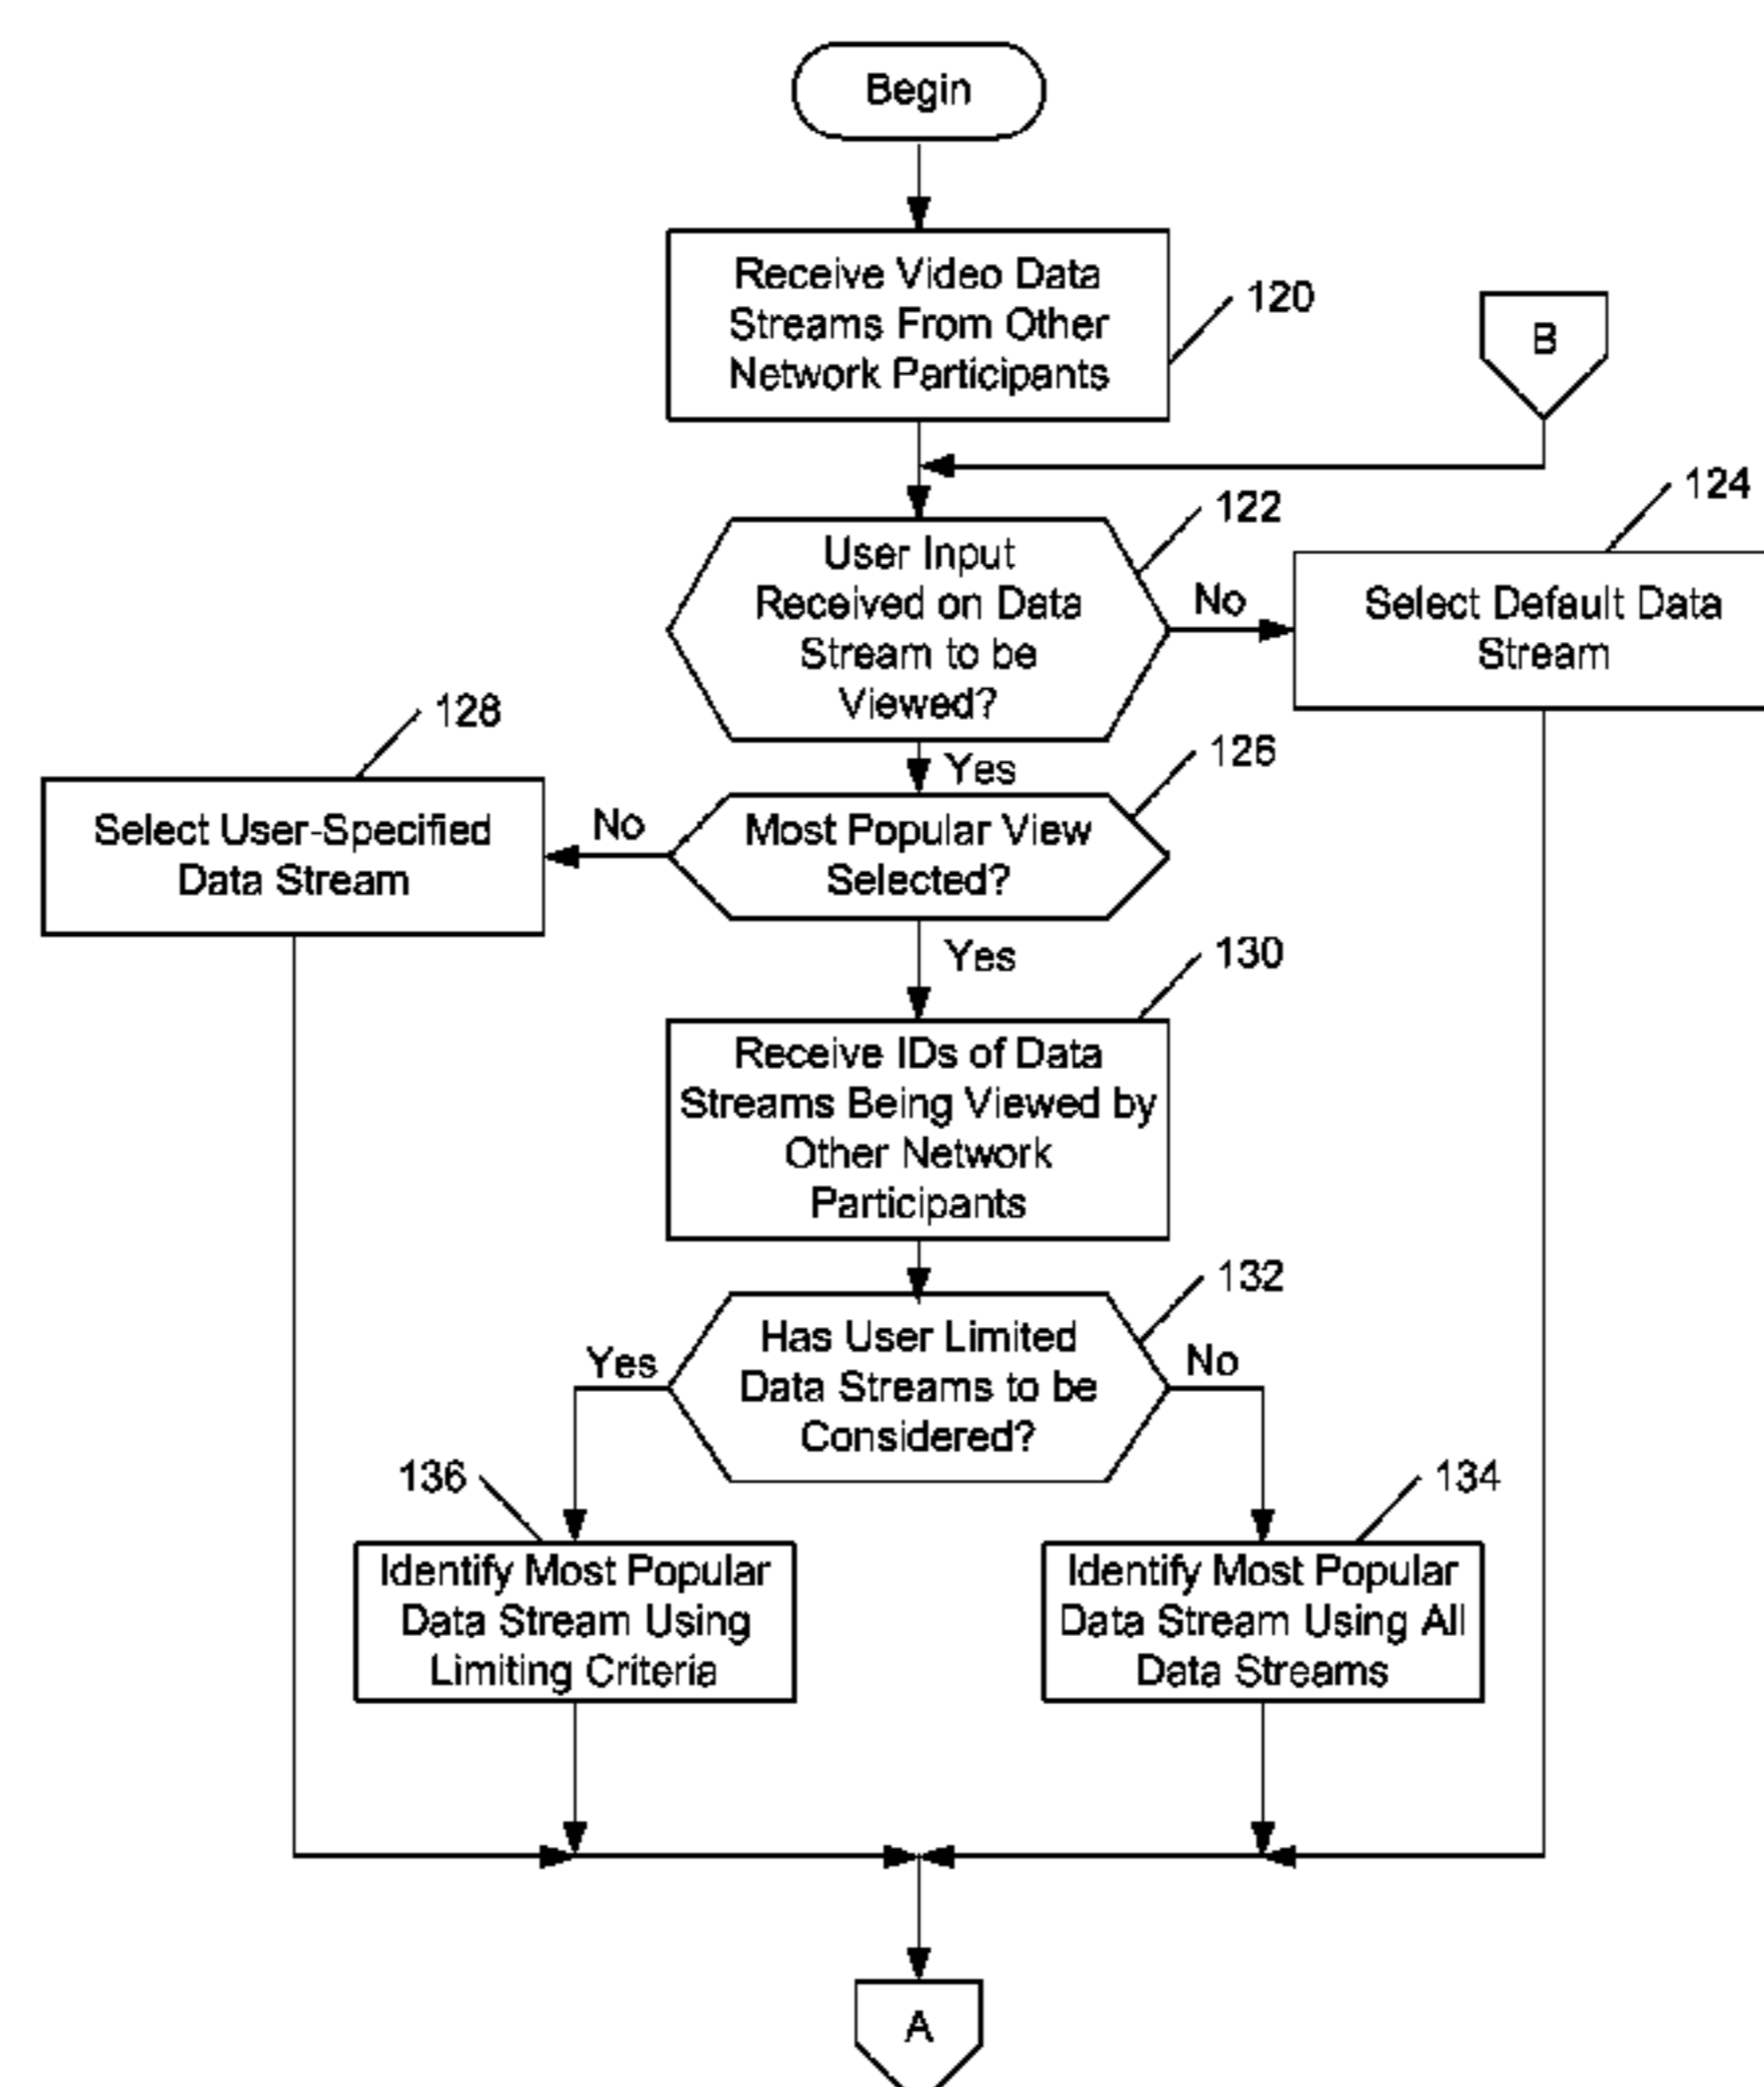 Begin
Receive Video Data
Streams From Other
Network Participants
120
B
122
124
User Input
Received on Data
Stream to be
Viewed?
No
Select Default Data
Stream
128
Yes
126
Select User-Specified
Data Stream
No
Most Popular View
Selected?
Yes
130
Receive IDs of Data
Streams Being Viewed by
Other Network
Participants
132
Has User Limited
Data Streams to be
Considered?
Yes
No
136
134
Identify Most Popular
Data Stream Using
Limiting Criteria
Identify Most Popular
Data Stream Using All
Data Streams
A